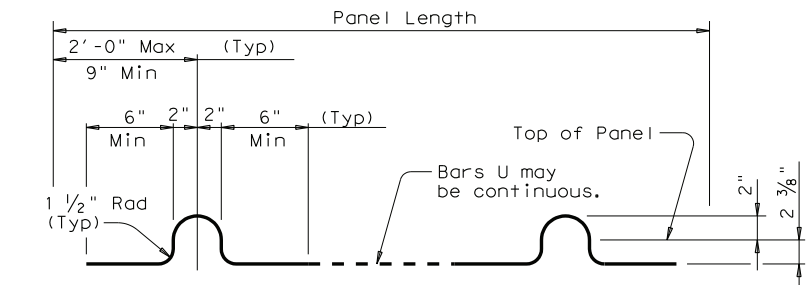 Panel Length
2'-0" Max (Typ)
9" Min
6" 2" 2" 6" (Typ)
Min Min
Top of Panel
Bars U may
be continuous.
1 1/2" Rad
(Typ)
2"
2 3/8"